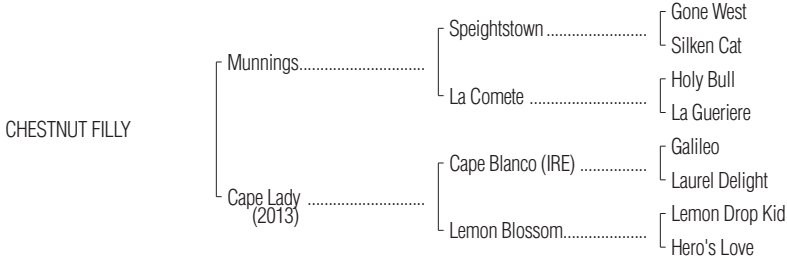 Gone West
Speightstown ........................
Silken Cat
Munnings..............................
Holy Bull
La Comete ............................
La Gueriere
CHESTNUT FILLY
Galileo
Cape Blanco (IRE) ................
Laurel Delight
Cape Lady ............................
(2013)
Lemon Drop Kid
Lemon Blossom....................
Hero's Love